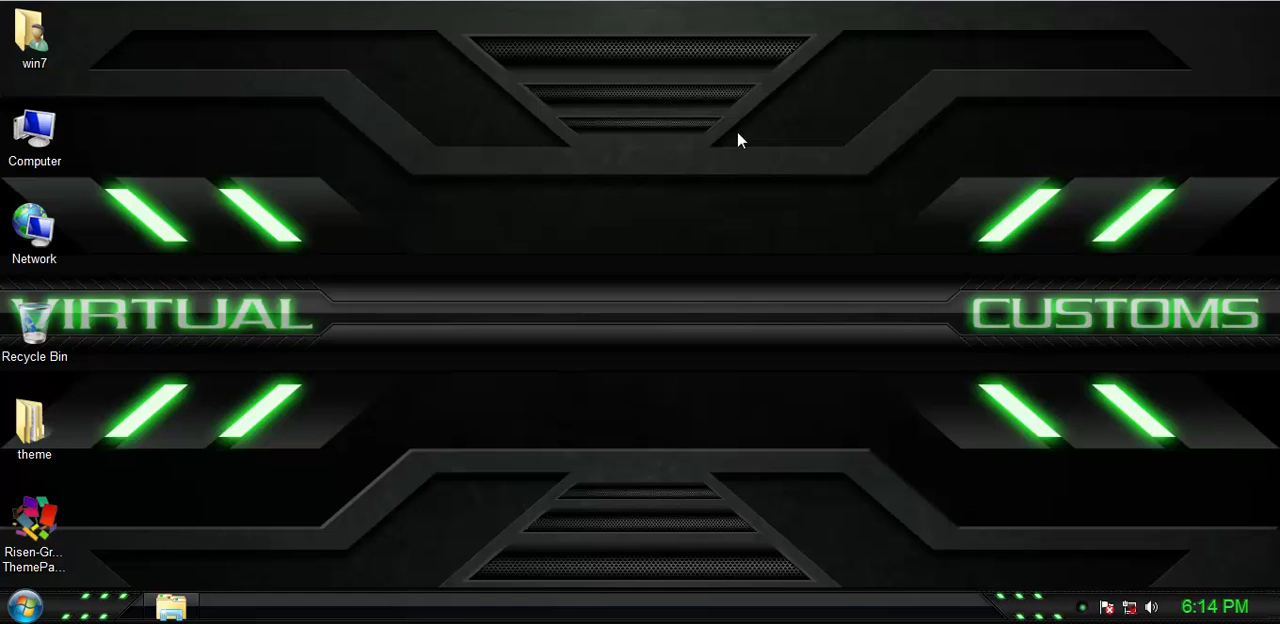 win7
Computer
Network
VIRTUAL CUSTOMS
Recycle Bin
theme
Risen-Gr...
ThemePa...
6:14 PM